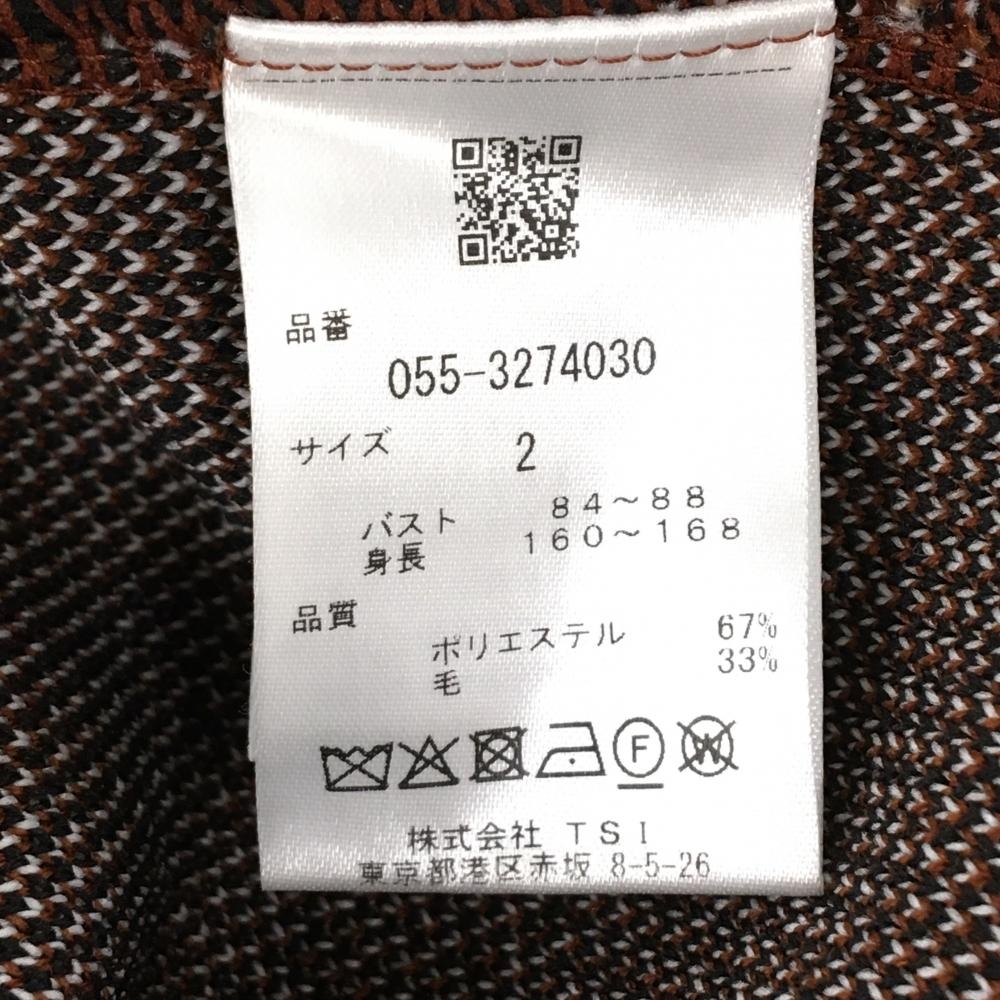 品番
055-3274030
サイズ 2
バスト 84～88
身長 160～168
品質
ポリエステル 67%
毛 33%
F W
株式会社 TSI
東京都港区赤坂 8-5-26